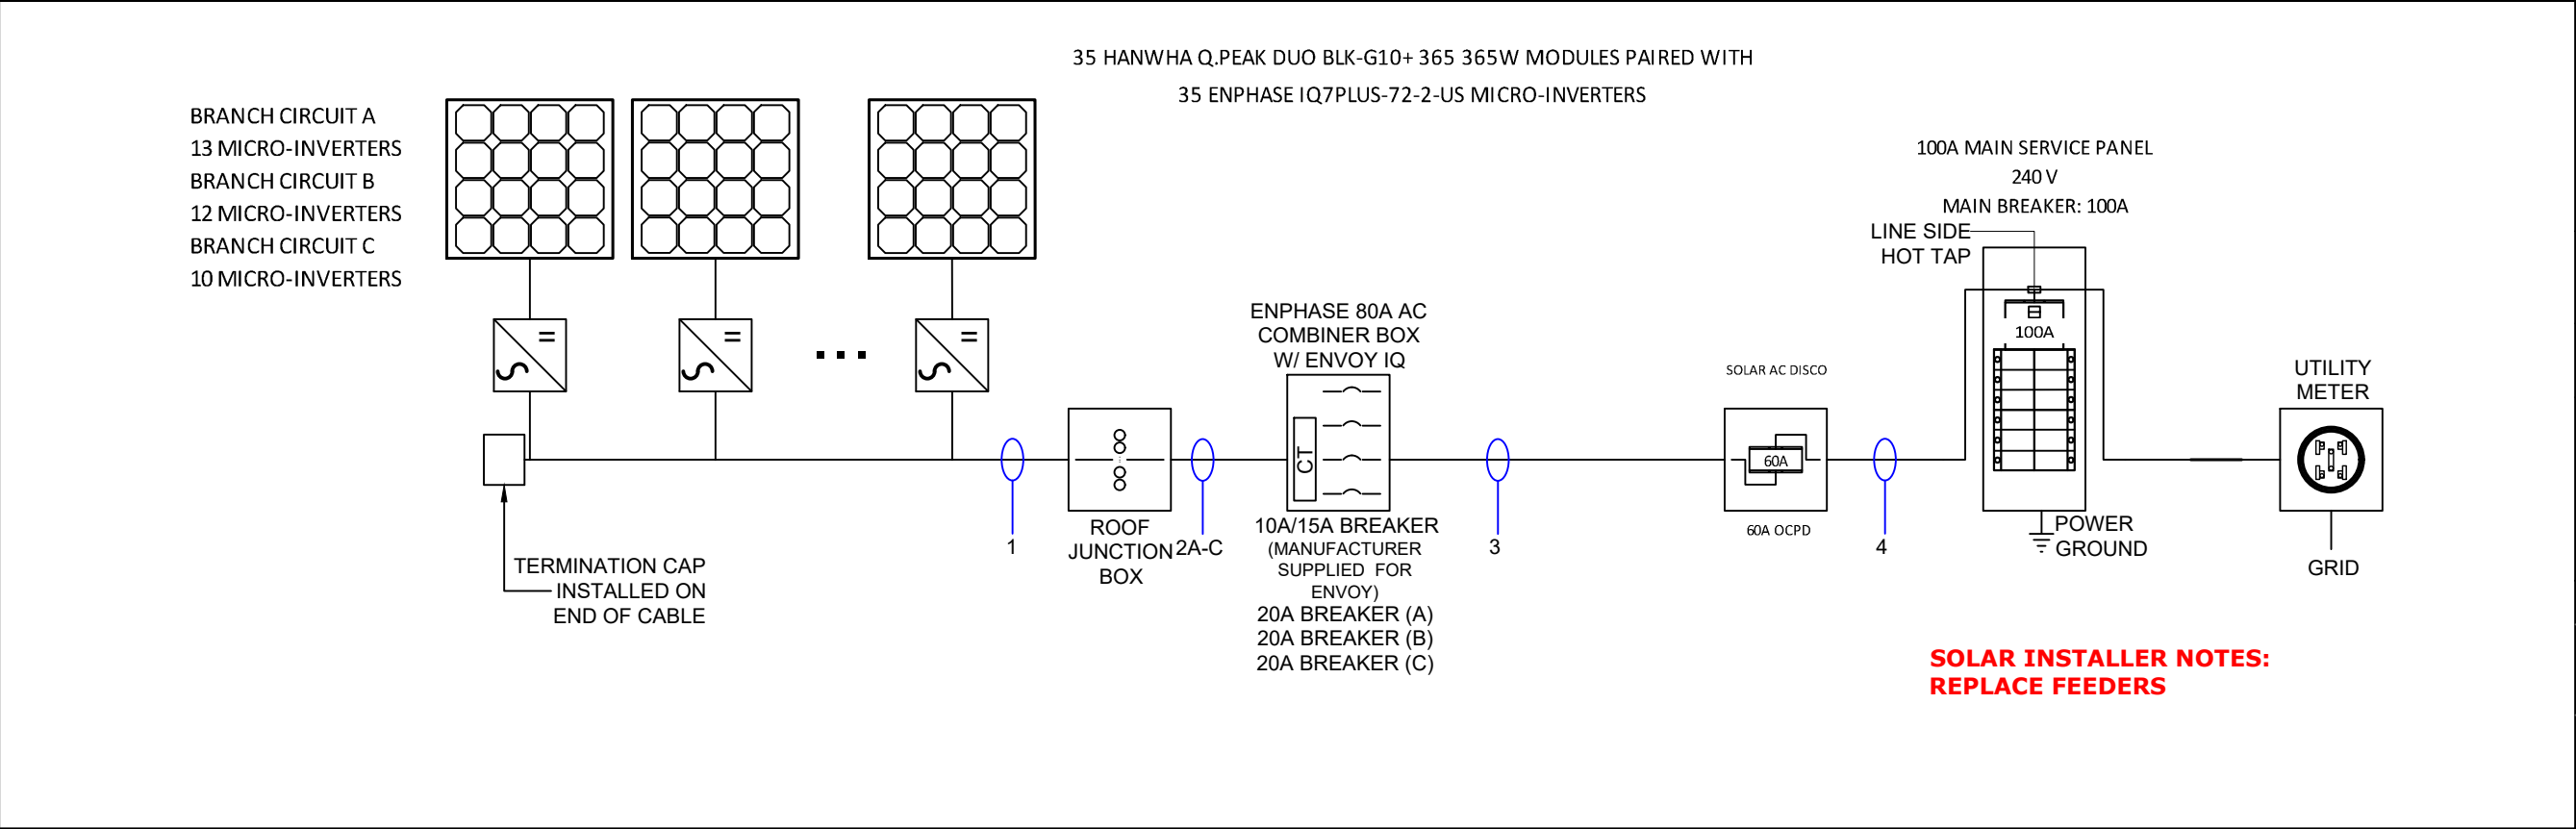 35 HANWHA Q.PEAK DUO BLK-G10+ 365 365W MODULES PAIRED WITH
35 ENPHASE IQ7PLUS-72-2-US MICRO-INVERTERS
BRANCH CIRCUIT A
13 MICRO-INVERTERS
BRANCH CIRCUIT B
12 MICRO-INVERTERS
BRANCH CIRCUIT C
10 MICRO-INVERTERS
TERMINATION CAP
INSTALLED ON
END OF CABLE
1
ROOF
JUNCTION
BOX
2A-C
ENPHASE 80A AC
COMBINER BOX
W/ ENVOY IQ
CT
10A/15A BREAKER
(MANUFACTURER
SUPPLIED FOR
ENVOY)
20A BREAKER (A)
20A BREAKER (B)
20A BREAKER (C)
3
SOLAR AC DISCO
60A
60A OCPD
4
100A MAIN SERVICE PANEL
240 V
MAIN BREAKER: 100A
LINE SIDE
HOT TAP
100A
POWER
GROUND
UTILITY
METER
GRID
SOLAR INSTALLER NOTES:
REPLACE FEEDERS